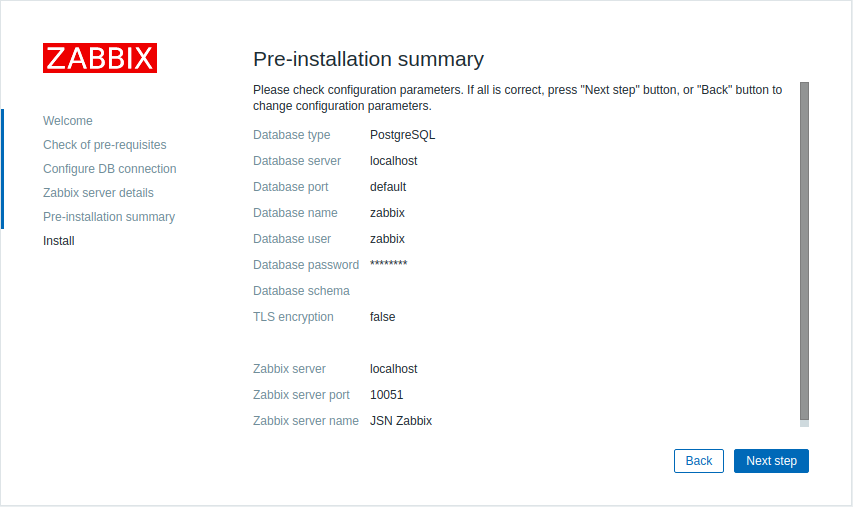 ZABBIX
Welcome
Check of pre-requisites
Configure DB connection
Zabbix server details
Pre-installation summary
Install
Pre-installation summary
Please check configuration parameters. If all is correct, press "Next step" button, or "Back" button to
change configuration parameters.
Database type PostgreSQL
Database server localhost
Database port default
Database name zabbix
Database user zabbix
Database password ********
Database schema
TLS encryption false
Zabbix server localhost
Zabbix server port 10051
Zabbix server name JSN Zabbix
Back Next step